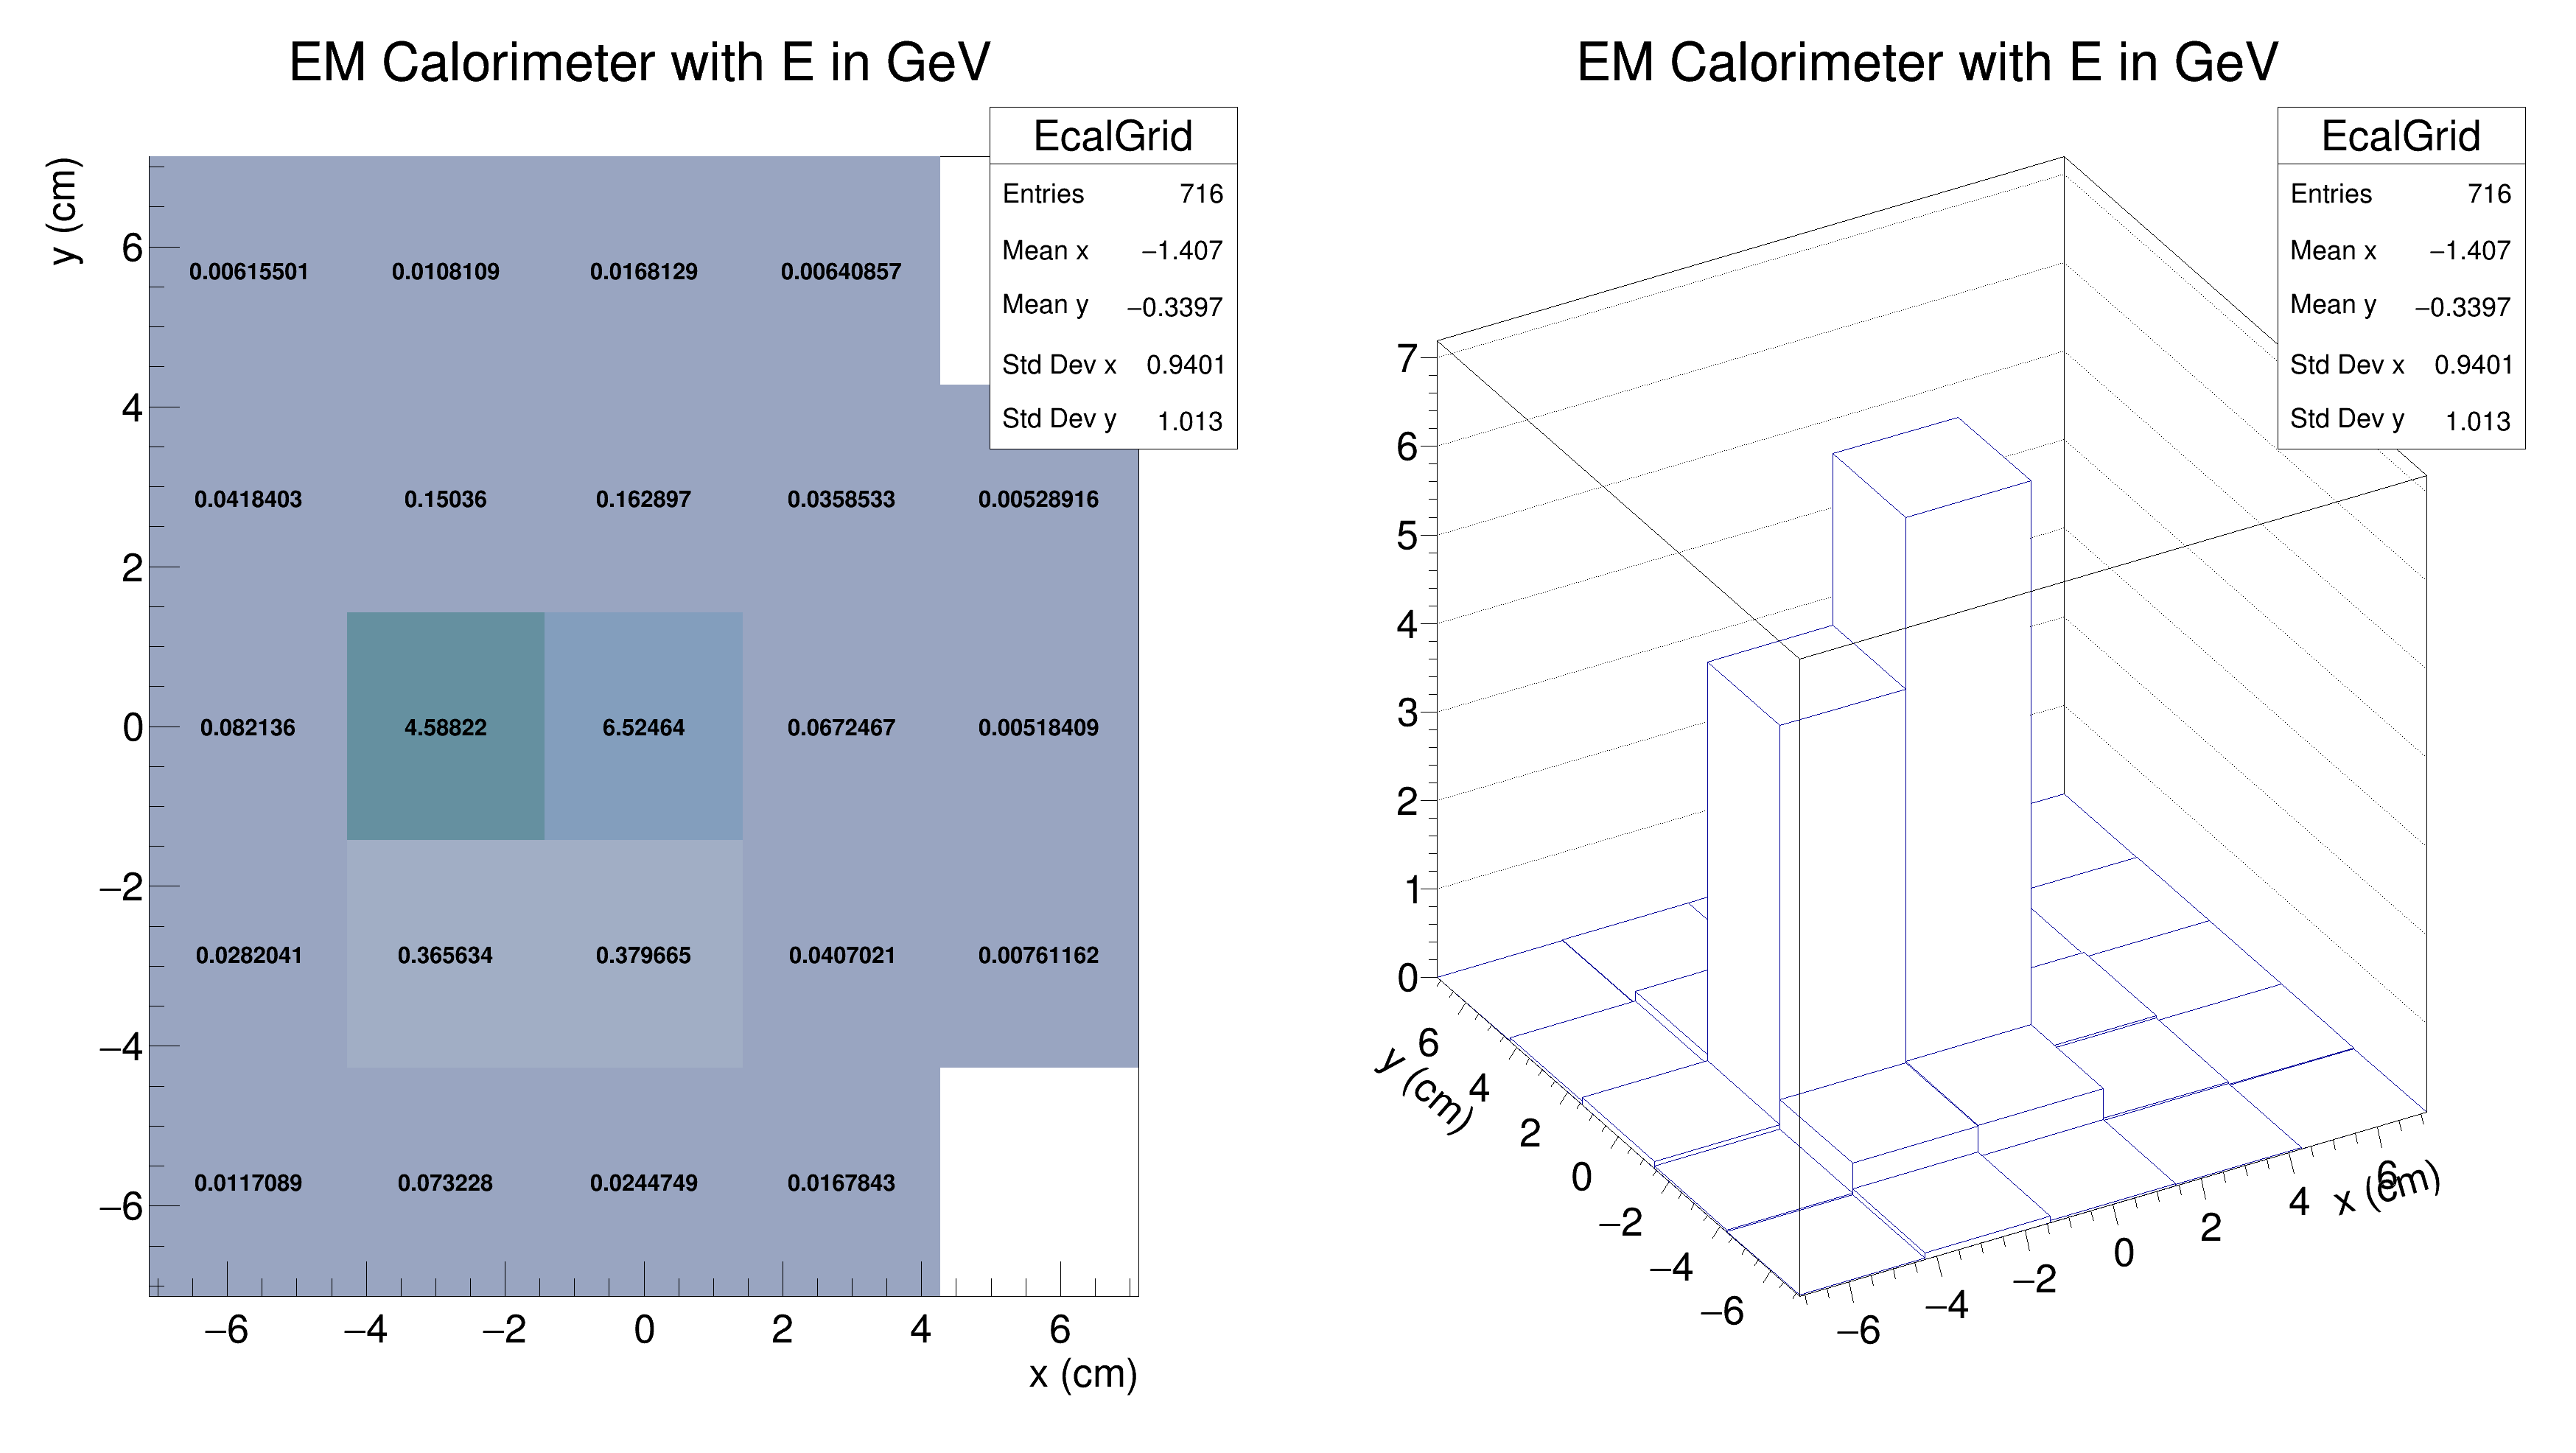 EM Calorimeter with E in GeV
EcalGrid
Entries 716
Mean x −1.407
Mean y −0.3397
Std Dev x 0.9401
Std Dev y 1.013
y (cm)
6
4
2
0
−2
−4
−6
0.00615501 0.0108109 0.0168129 0.00640857
0.0418403 0.15036 0.162897 0.0358533 0.00528916
0.082136 4.58822 6.52464 0.0672467 0.00518409
0.0282041 0.365634 0.379665 0.0407021 0.00761162
0.0117089 0.073228 0.0244749 0.0167843
−6 −4 −2 0 2 4 6
x (cm)
EM Calorimeter with E in GeV
EcalGrid
Entries 716
Mean x −1.407
Mean y −0.3397
Std Dev x 0.9401
Std Dev y 1.013
7
6
5
4
3
2
1
0
y (cm)
6
4
2
0
−2
−4
−6
−6 −4 −2 0 2 4 6
x (cm)